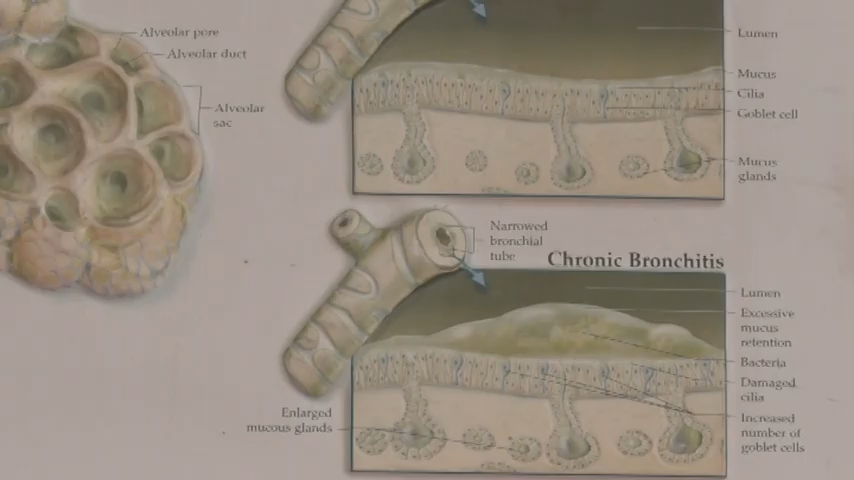 Alveolar pore
Alveolar duct
Alveolar
sac
Lumen
Mucus
Cilia
Goblet cell
Mucus
glands
Narrowed
bronchial
tube
Chronic Bronchitis
Lumen
Excessive
mucus
retention
Bacteria
Damaged
cilia
Increased
number of
goblet cells
Enlarged
mucous glands